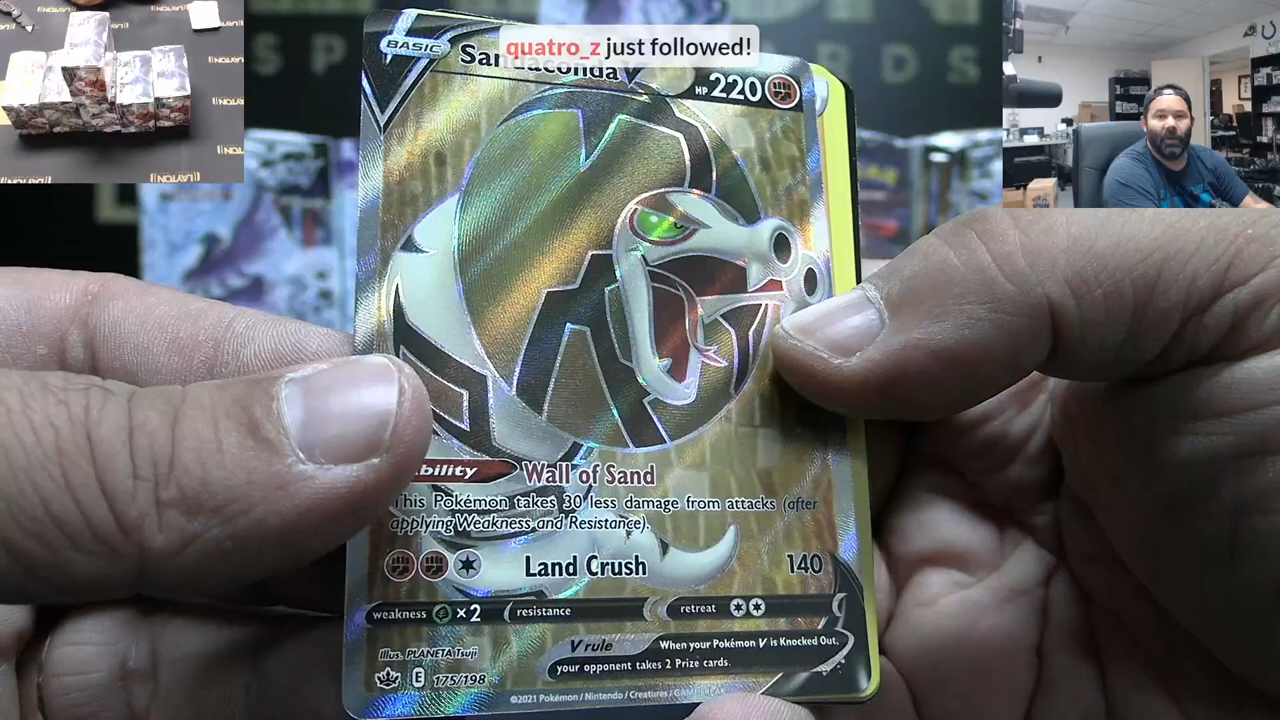 quatro_z just followed!
BASIC
HP 220
Ability Wall of Sand
This Pokémon takes 30 less damage from attacks (after
applying Weakness and Resistance).
Land Crush 140
weakness ×2 resistance retreat
V rule When your Pokémon V is Knocked Out,
your opponent takes 2 Prize cards.
Illus. PLANETA Tsuji
E 175/198
©2021 Pokémon / Nintendo / Creatures / GAME FREAK